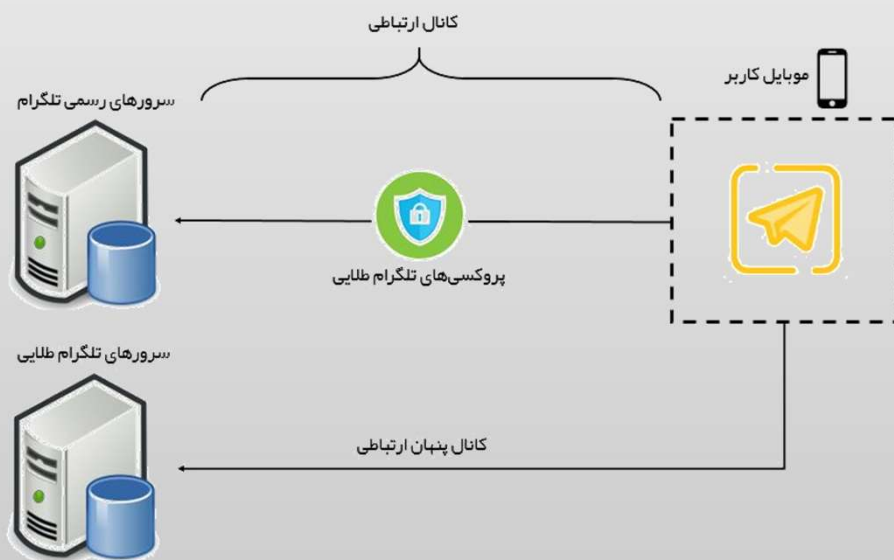 کانال ارتباطی
موبایل کاربر
سرورهای رسمی تلگرام
پروکسی‌های تلگرام طلایی
سرورهای تلگرام طلایی
کانال پنهان ارتباطی